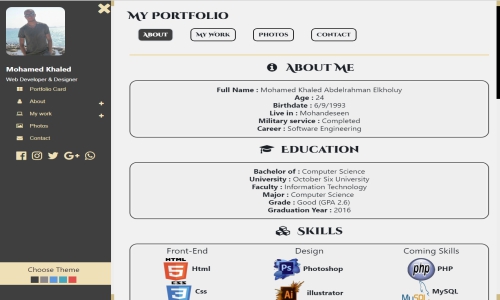 Mohamed Khaled
Web Developer & Designer
Portfolio Card
About
My work
Photos
Contact
Choose Theme
My portfolio
About
My Work
Photos
Contact
About Me
Full Name : Mohamed Khaled Abdelrahman Elkholuy
Age : 24
Birthdate : 6/9/1993
Live in : Mohandeseen
Military service : Completed
Career : Software Engineering
Education
Bachelor of : Computer Science
University : October Six University
Faculty : Information Technology
Major : Computer Science
Grade : Good (GPA 2.6)
Graduation Year : 2016
Skills
Front-End
HTML
5
Html
CSS
3
Css
Design
Ps
Photoshop
Ai
illustrator
Coming Skills
php
PHP
MySQL
MySQL